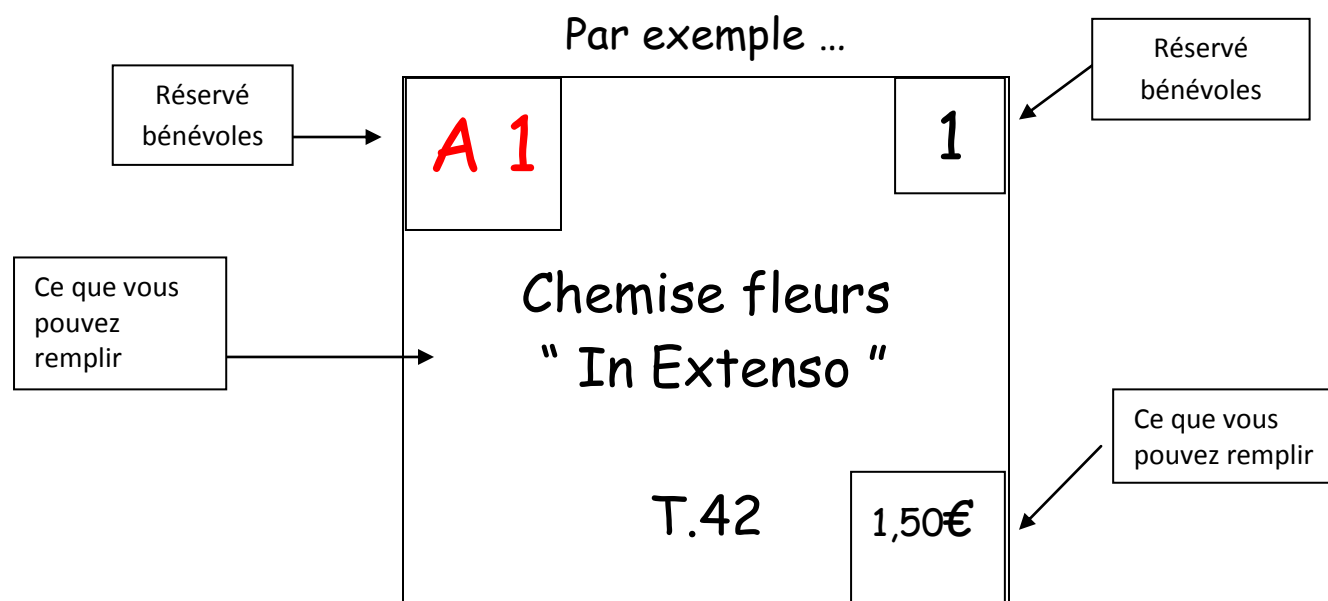 Par exemple ...
Réservé
bénévoles
Réservé
bénévoles
A 1
1
Ce que vous
pouvez
remplir
Chemise fleurs
“ In Extenso ”
Ce que vous
pouvez remplir
T.42
1,50€